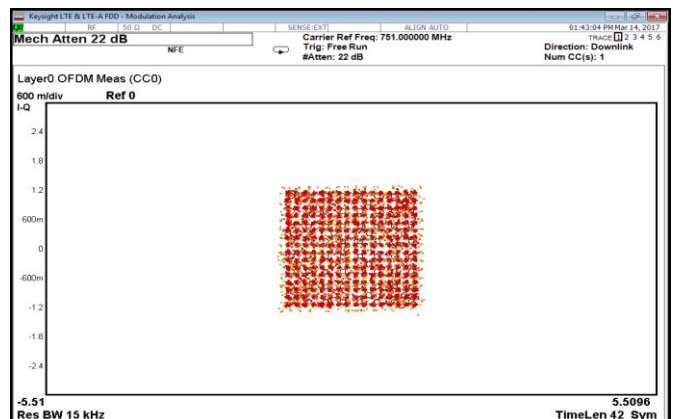 Keysight LTE & LTE-A FDD - Modulation Analysis
RF 50 Ω DC SENSE:EXT ALIGN AUTO 01:43:04 PM Mar 14, 2017
Mech Atten 22 dB
NFE
Carrier Ref Freq: 751.000000 MHz
Trig: Free Run
#Atten: 22 dB
TRACE 1 2 3 4 5 6
Direction: Downlink
Num CC(s): 1
Layer0 OFDM Meas (CC0)
600 m/div Ref 0
I-Q
2.4
1.8
1.2
600m
0
-600m
-1.2
-1.8
-2.4
-5.51 5.5096
Res BW 15 kHz TimeLen 42 Sym